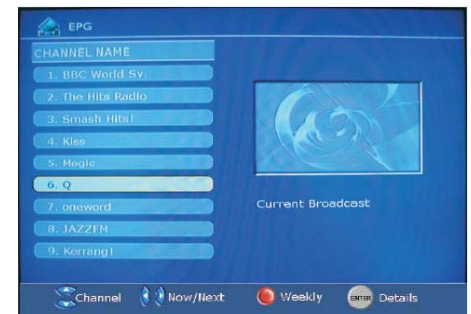 EPG
CHANNEL NAME
1. BBC World Sv.
2. The Hits Radio
3. Smash Hits!
4. Kiss
5. Magic
6. Q
7. oneword
8. JAZZFM
9. Kerrang!
Current Broadcast
Channel Now/Next Weekly ENTER Details